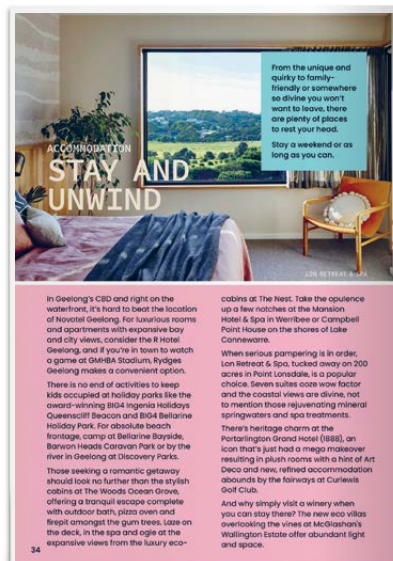 From the unique and
quirky to family-
friendly or somewhere
so divine you won't
want to leave, there
are plenty of places
to rest your head.
Stay a weekend or as
long as you can.
ACCOMMODATION
STAY AND
UNWIND
LON RETREAT & SPA
In Geelong's CBD and right on the
waterfront, it's hard to beat the location
of Novotel Geelong. For luxurious rooms
and apartments with expansive bay
and city views, consider the R Hotel
Geelong, and if you're in town to watch
a game at GMHBA Stadium, Rydges
Geelong makes a convenient option.
There is no end of activities to keep
kids occupied at holiday parks like the
award-winning BIG4 Ingenia Holidays
Queenscliff Beacon and BIG4 Bellarine
Holiday Park. For absolute beach
frontage, camp at Bellarine Bayside,
Barwon Heads Caravan Park or by the
river in Geelong at Discovery Parks.
Those seeking a romantic getaway
should look no further than the stylish
cabins at The Woods Ocean Grove,
offering a tranquil escape complete
with outdoor bath, pizza oven and
firepit amongst the gum trees. Laze on
the deck, in the spa and ogle at the
expansive views from the luxury eco-
cabins at The Nest. Take the opulence
up a few notches at the Mansion
Hotel & Spa in Werribee or Campbell
Point House on the shores of Lake
Connewarre.
When serious pampering is in order,
Lon Retreat & Spa, tucked away on 200
acres in Point Lonsdale, is a popular
choice. Seven suites ooze wow factor
and the coastal views are divine, not
to mention those rejuvenating mineral
springwaters and spa treatments.
There's heritage charm at the
Portarlington Grand Hotel (1888), an
icon that's just had a mega makeover
resulting in plush rooms with a hint of Art
Deco and new, refined accommodation
abounds by the fairways at Curlewis
Golf Club.
And why simply visit a winery when
you can stay there? The new eco villas
overlooking the vines at McGlashan's
Wallington Estate offer abundant light
and space.
34